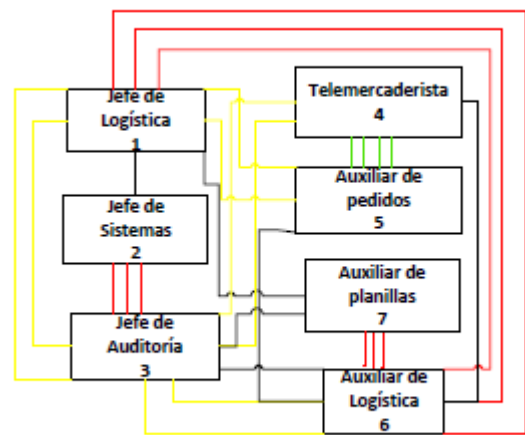 Jefe de
Logística
1
Jefe de
Sistemas
2
Jefe de
Auditoría
3
Telemercaderista
4
Auxiliar de
pedidos
5
Auxiliar de
planillas
7
Auxiliar de
Logística
6